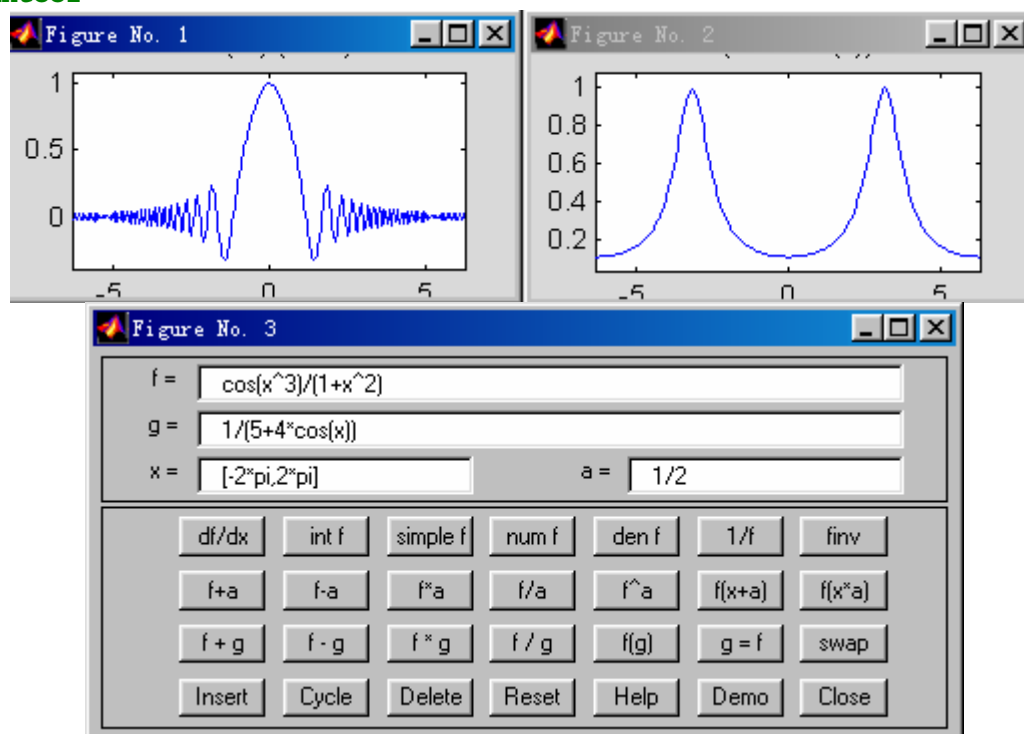 Figure No. 1
1
0.5
0
-5 0 5
Figure No. 2
1
0.8
0.6
0.4
0.2
-5 0 5
Figure No. 3
f = cos(x^3)/(1+x^2)
g = 1/(5+4*cos(x))
x = [-2*pi,2*pi] a = 1/2
df/dx int f simple f num f den f 1/f finv
f+a f-a f*a f/a f^a f(x+a) f(x*a)
f + g f - g f * g f / g f(g) g = f swap
Insert Cycle Delete Reset Help Demo Close